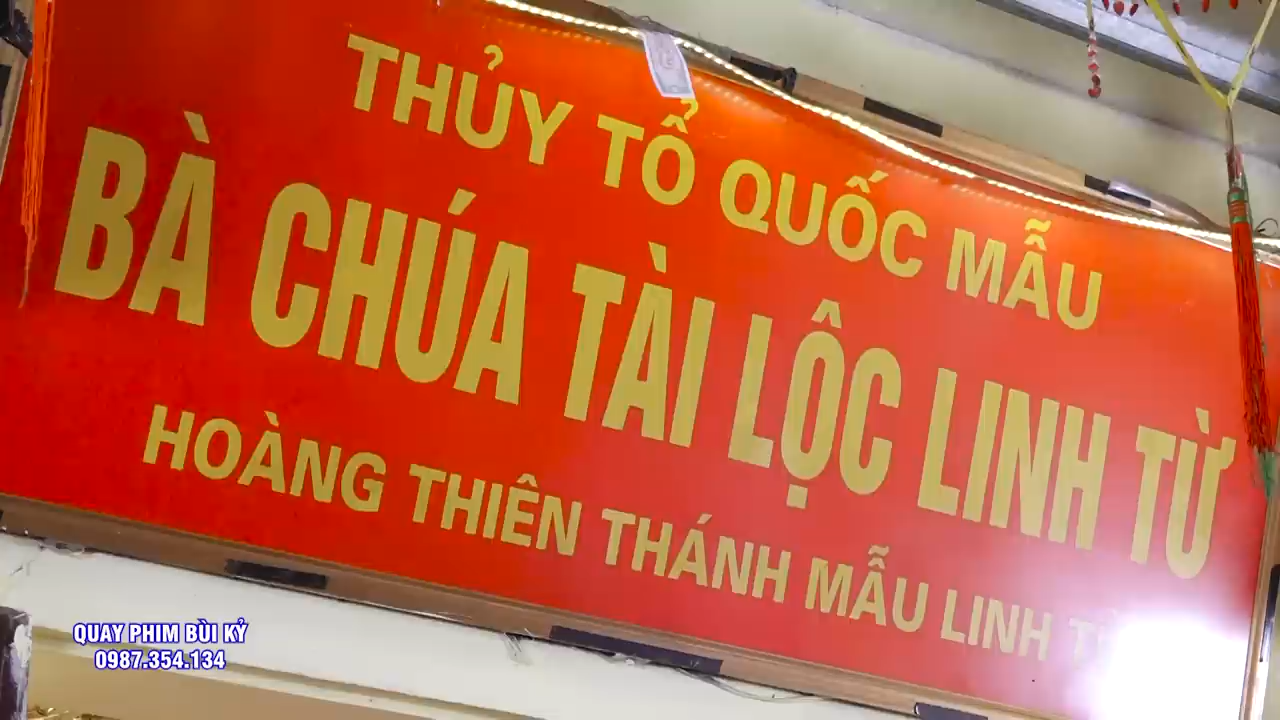 THỦY TỔ QUỐC MẪU
BÀ CHÚA TÀI LỘC LINH TỪ
HOÀNG THIÊN THÁNH MẪU LINH
QUAY PHIM BÙI KỶ
0987.354.134